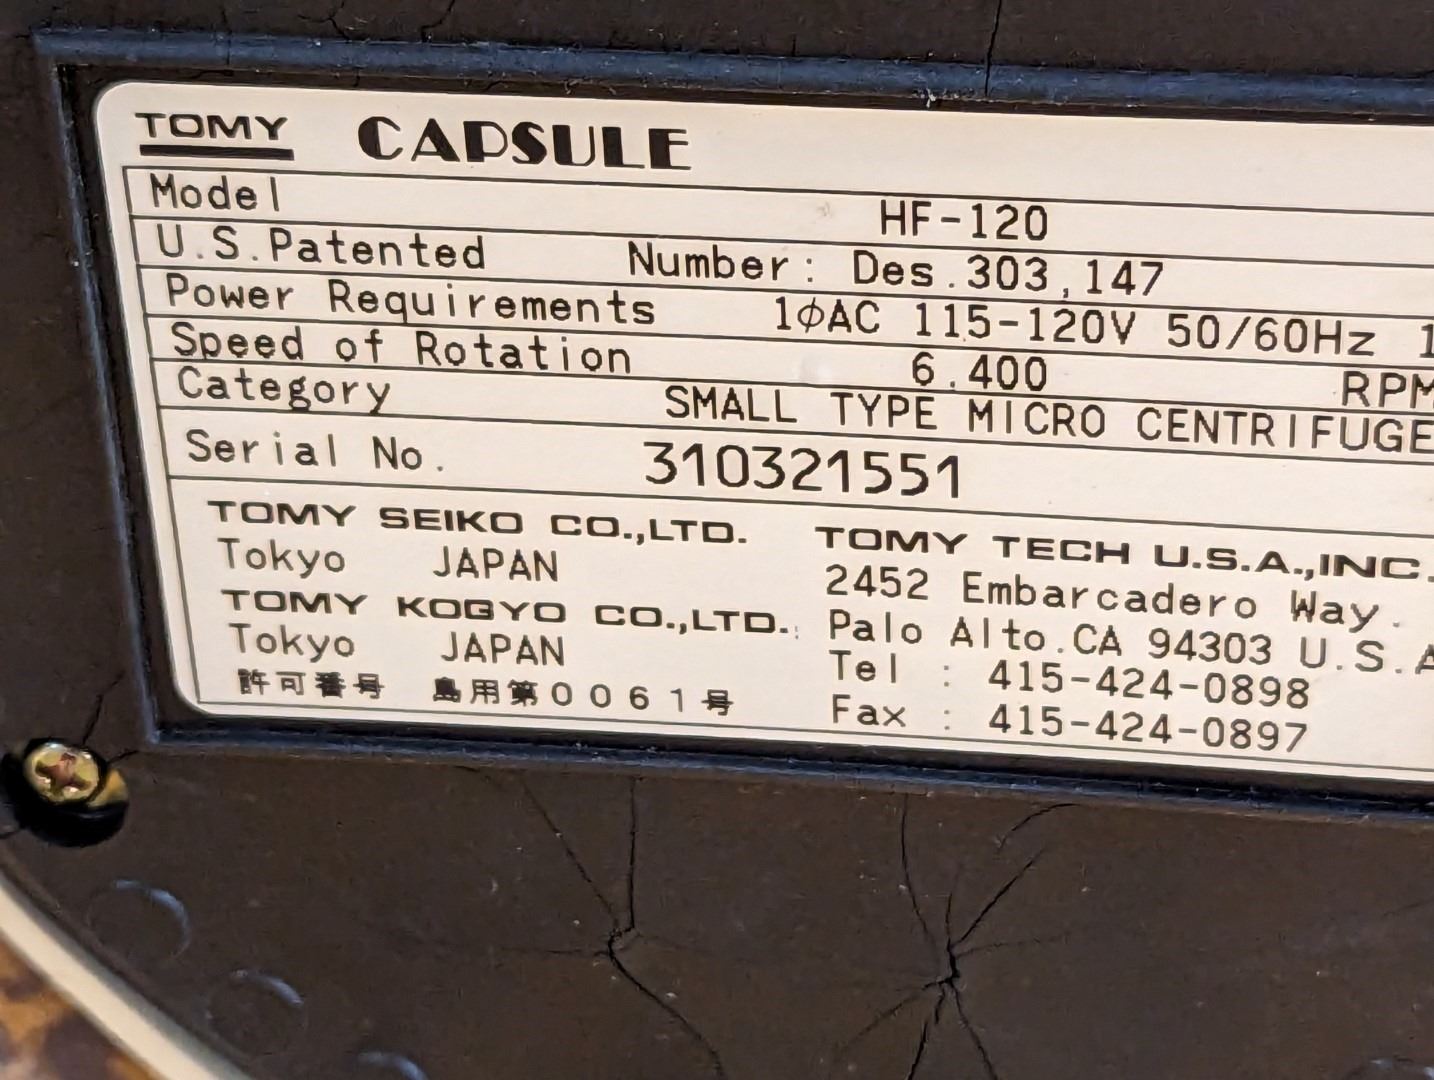 TOMY CAPSULE
Model HF-120
U.S.Patented Number: Des.303,147
Power Requirements 1φAC 115-120V 50/60Hz 1
Speed of Rotation 6.400 RPM
Category SMALL TYPE MICRO CENTRIFUGE
Serial No. 310321551
TOMY SEIKO CO.,LTD.
Tokyo JAPAN
TOMY KOGYO CO.,LTD.
Tokyo JAPAN
許可番号 島用第0061号
TOMY TECH U.S.A.,INC.
2452 Embarcadero Way.
Palo Alto.CA 94303 U.S.A
Tel : 415-424-0898
Fax : 415-424-0897